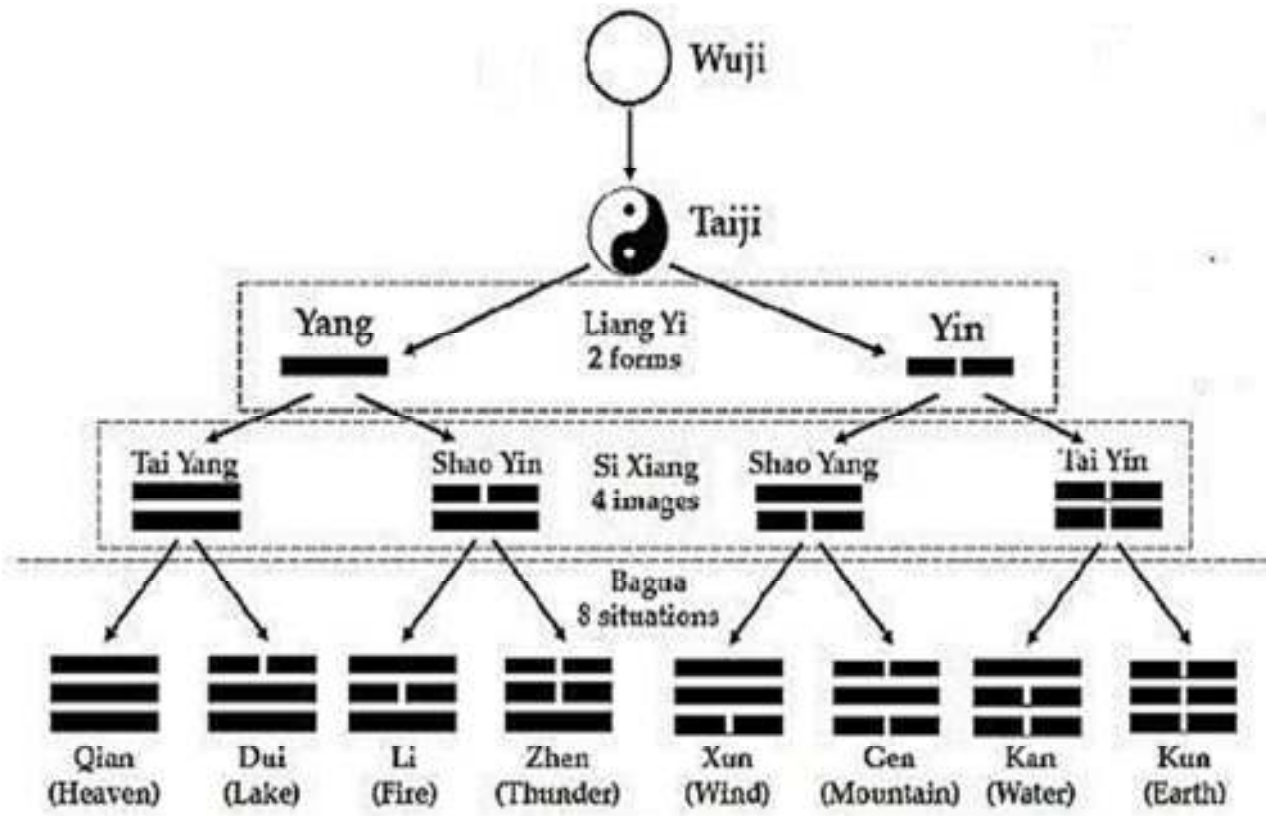 Wuji
Taiji
Yang
Liang Yi
2 forms
Yin
Tai Yang
Shao Yin
Si Xiang
4 images
Shao Yang
Tai Yin
Bagua
8 situations
Qian
(Heaven)
Dui
(Lake)
Li
(Fire)
Zhen
(Thunder)
Xun
(Wind)
Gen
(Mountain)
Kan
(Water)
Kun
(Earth)